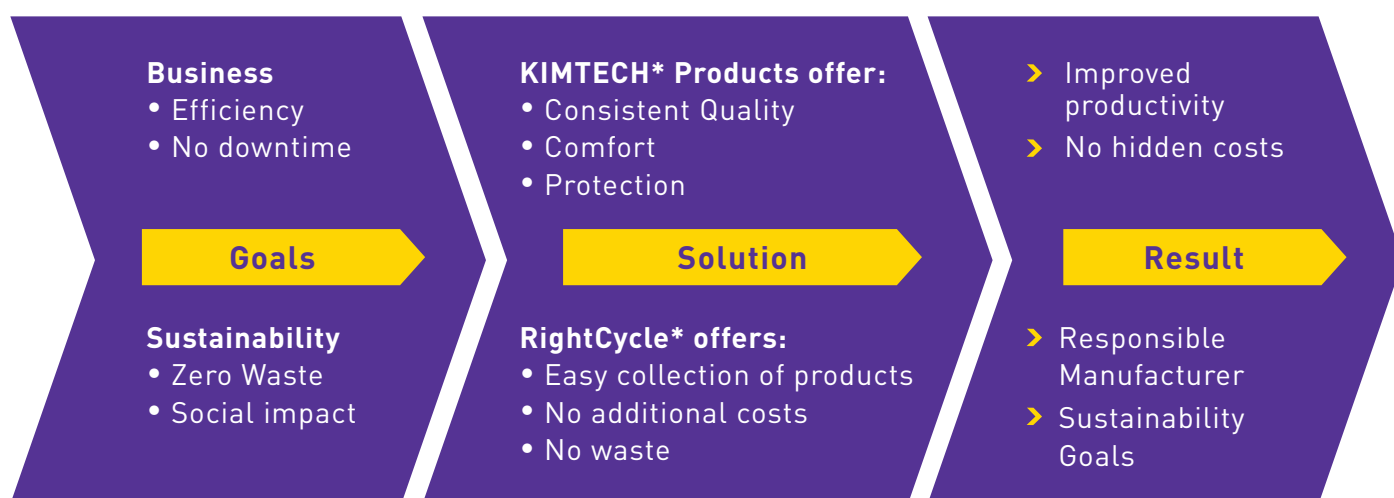 Business
• Efficiency
• No downtime
Goals
Sustainability
• Zero Waste
• Social impact
KIMTECH* Products offer:
• Consistent Quality
• Comfort
• Protection
Solution
RightCycle* offers:
• Easy collection of products
• No additional costs
• No waste
Improved
productivity
No hidden costs
Result
Responsible
Manufacturer
Sustainability
Goals